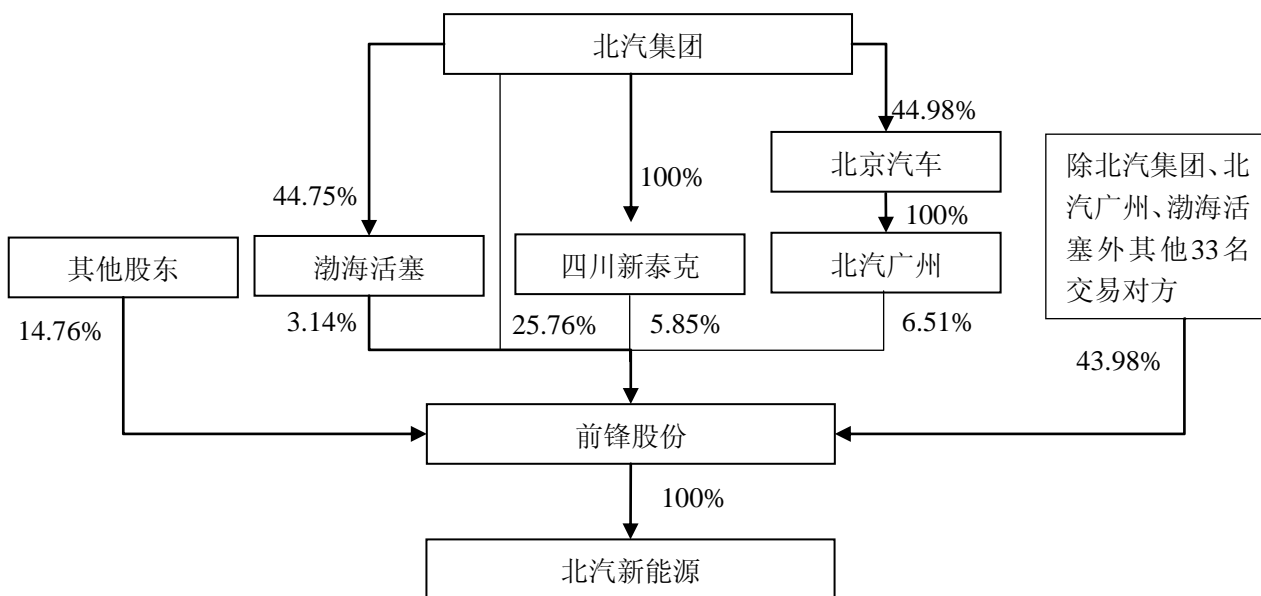 北汽集团
44.98%
北京汽车
除北汽集团、北
汽广州、渤海活
塞外其他33名
交易对方
100%
44.75%
100%
其他股东
渤海活塞
四川新泰克
北汽广州
14.76%
3.14%
25.76%
5.85%
6.51%
43.98%
前锋股份
100%
北汽新能源